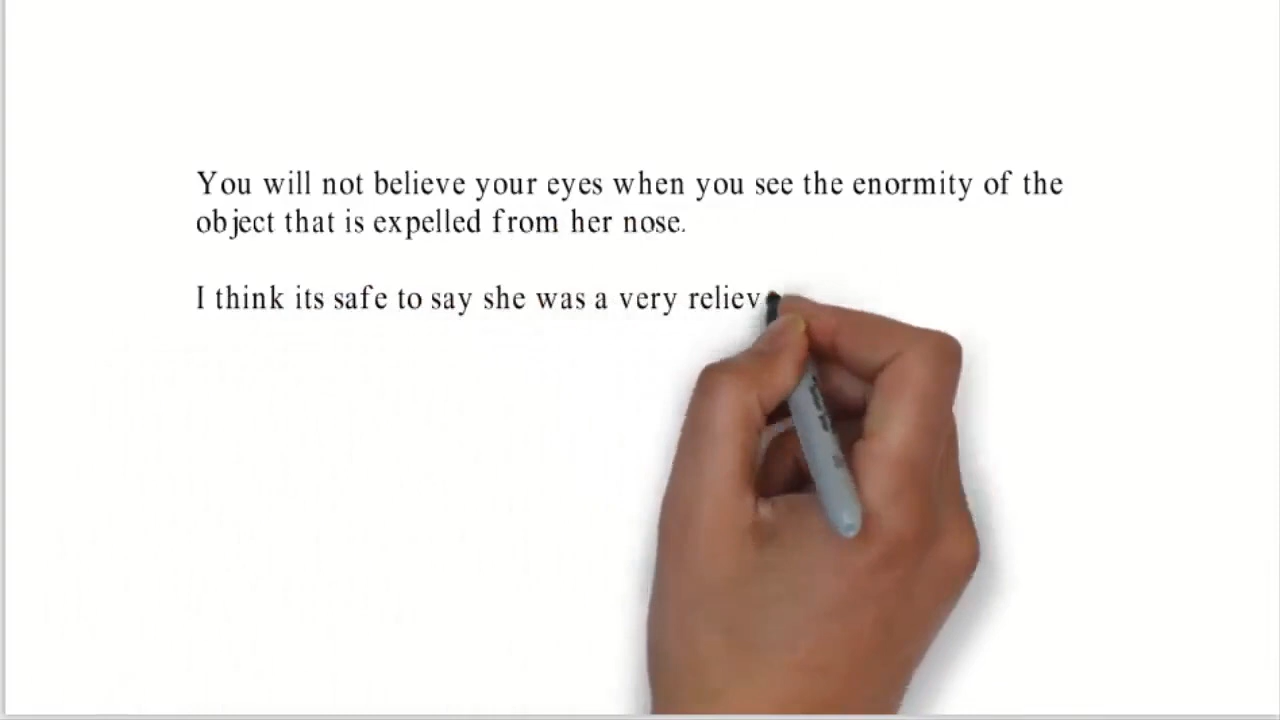 You will not believe your eyes when you see the enormity of the
object that is expelled from her nose.
I think its safe to say she was a very reliev